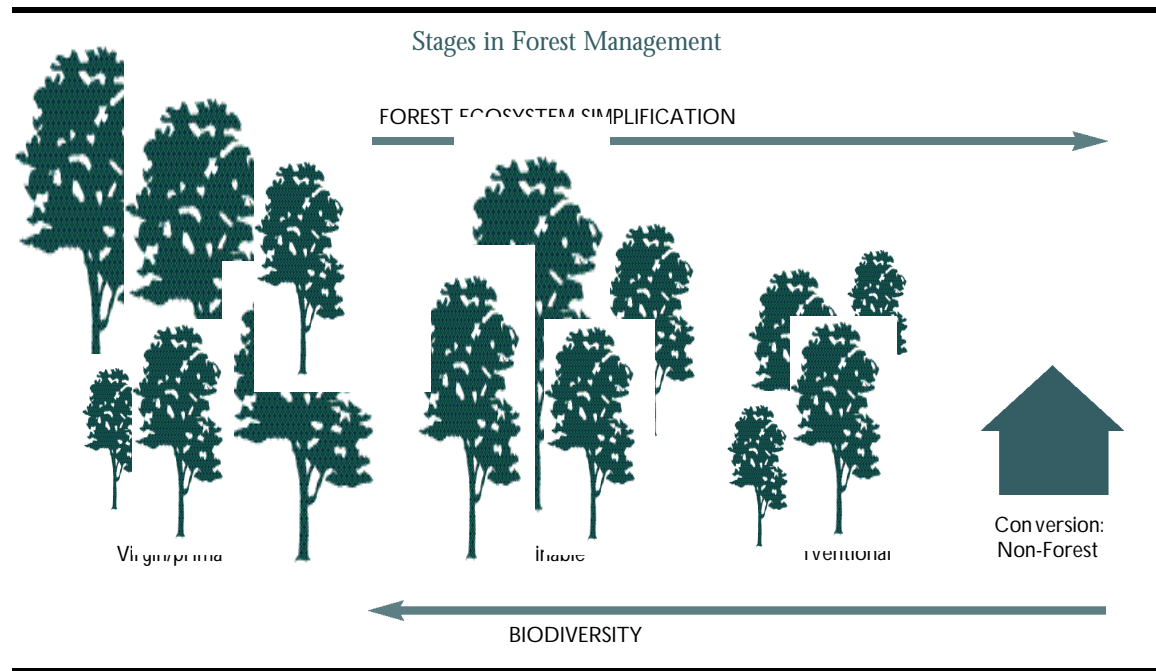 Stages in Forest Management
FOREST ECOSYSTEM SIMPLIFICATION
Conversion:
Non-Forest
BIODIVERSITY